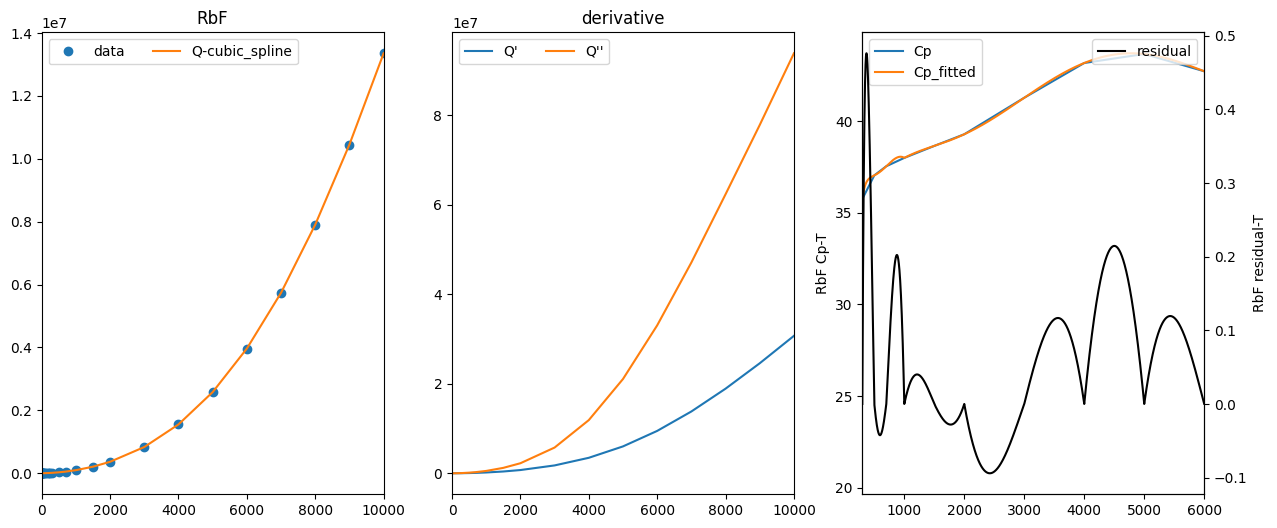 RbF
1e7
data
Q-cubic_spline
1.4
1.2
1.0
0.8
0.6
0.4
0.2
0.0
0 2000 4000 6000 8000 10000
derivative
1e7
Q'
Q''
8
6
4
2
0
0 2000 4000 6000 8000 10000
Cp
Cp_fitted
residual
RbF Cp-T
40
35
30
25
20
1000 2000 3000 4000 5000 6000
0.5
0.4
0.3
0.2
0.1
0.0
−0.1
RbF residual-T